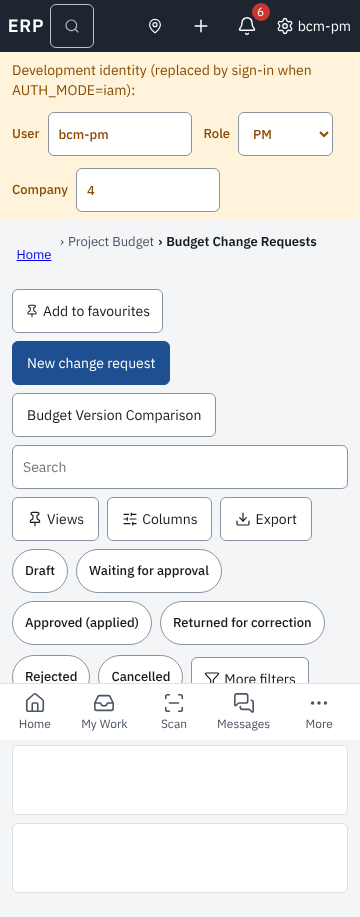 ERP
6
bcm-pm
Development identity (replaced by sign-in when
AUTH_MODE=iam):
User bcm-pm Role PM
Company 4
Home › Project Budget › Budget Change Requests
Add to favourites
New change request
Budget Version Comparison
Search
Views Columns Export
Draft Waiting for approval
Approved (applied) Returned for correction
Rejected Cancelled More filters
Home My Work Scan Messages More